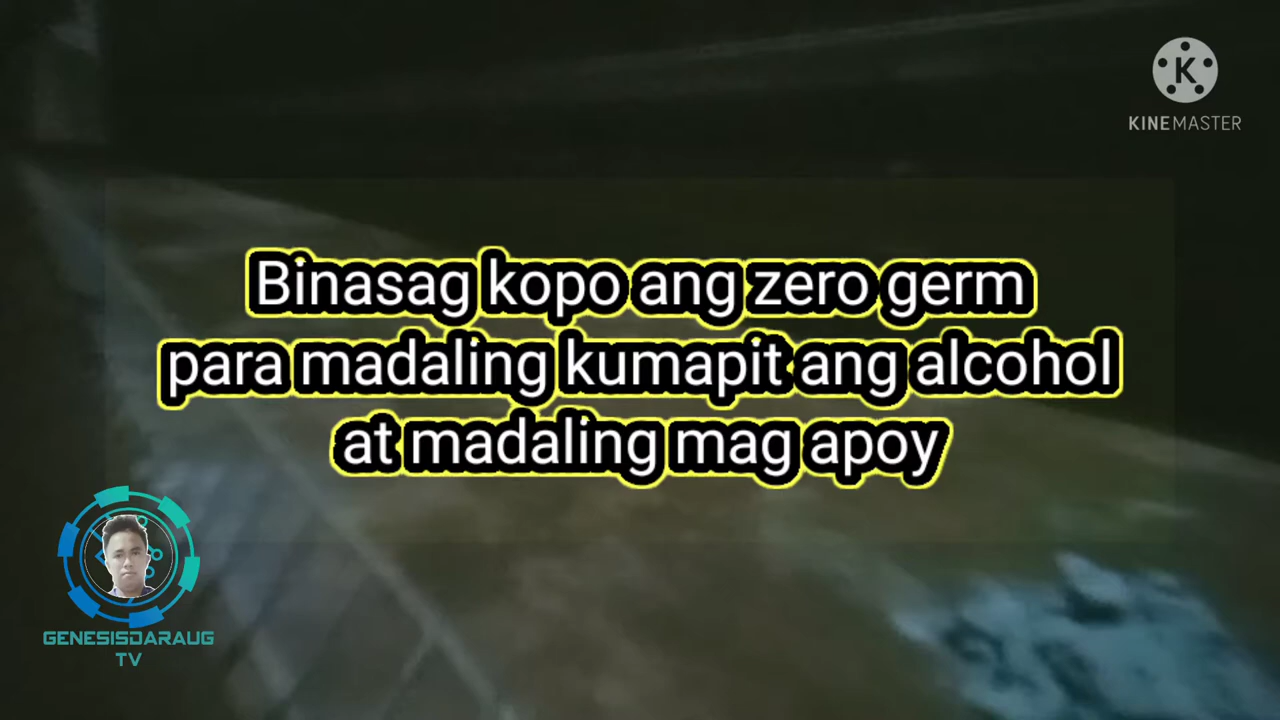 K
KINEMASTER
Binasag kopo ang zero germ
para madaling kumapit ang alcohol
at madaling mag apoy
GENESISDARAUG
TV